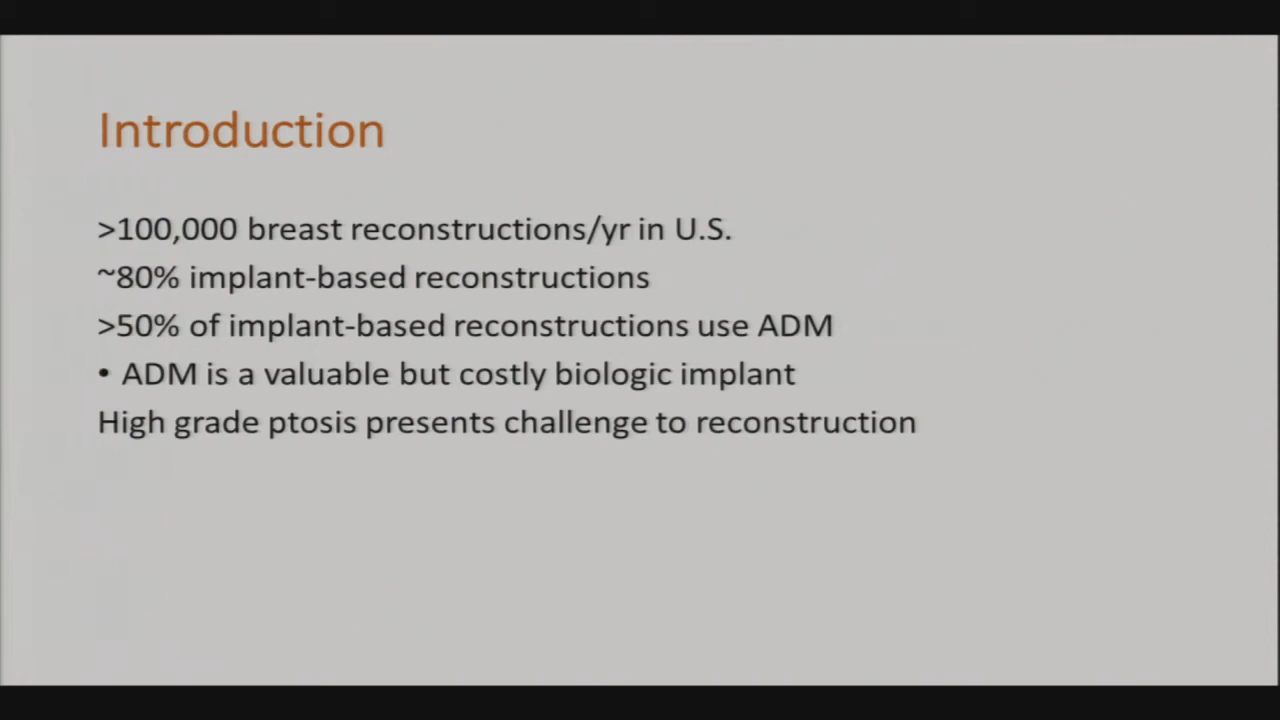 Introduction
>100,000 breast reconstructions/yr in U.S.
~80% implant-based reconstructions
>50% of implant-based reconstructions use ADM
• ADM is a valuable but costly biologic implant
High grade ptosis presents challenge to reconstruction